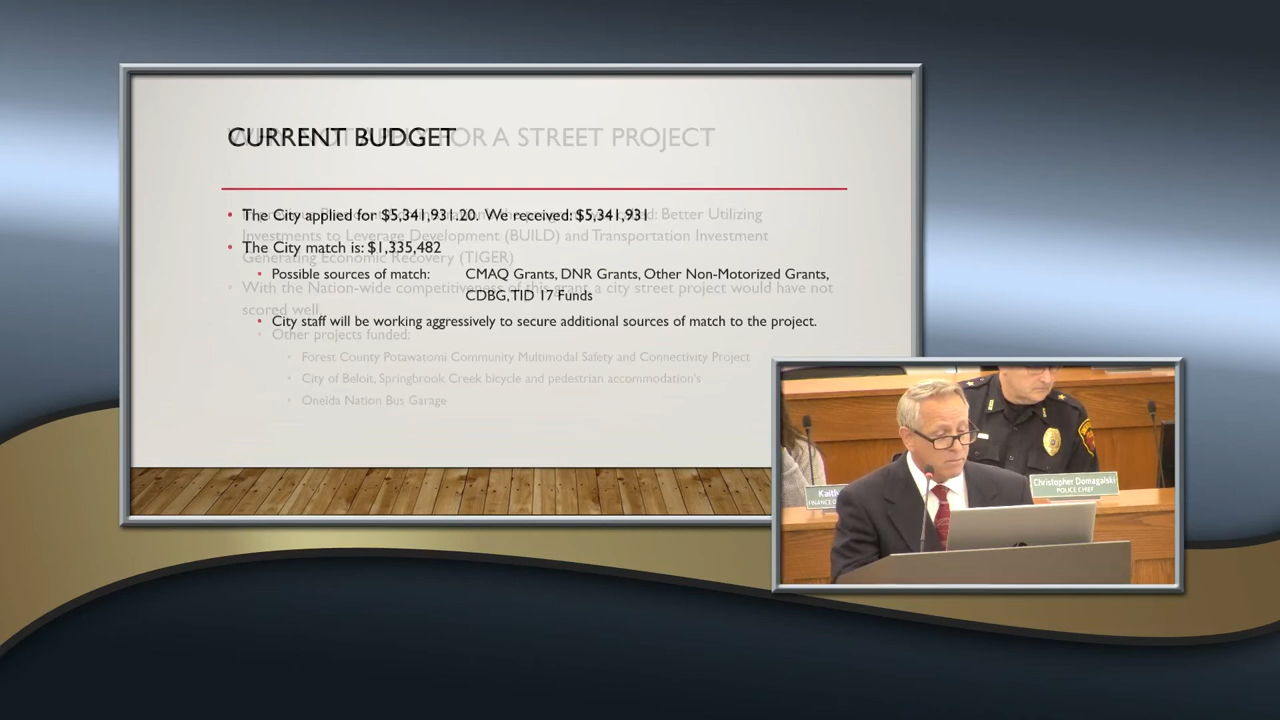 CURRENT BUDGET
FOR A STREET PROJECT
• The City applied for $5,341,931.20. We received: $5,341,931
Better Utilizing
Investments to Leverage Development (BUILD) and Transportation Investment
Generating Economic Recovery (TIGER)
• The City match is: $1,335,482
• Possible sources of match: CMAQ Grants, DNR Grants, Other Non-Motorized Grants,
CDBG, TID 17 Funds
• With the Nation-wide competitiveness of this grant, a city street project would have not
scored well.
• City staff will be working aggressively to secure additional sources of match to the project.
• Other projects funded:
• Forest County Potawatomi Community Multimodal Safety and Connectivity Project
• City of Beloit, Springbrook Creek bicycle and pedestrian accommodation's
• Oneida Nation Bus Garage
Kaitly
FINANCE
Christopher Domagalski
POLICE CHIEF